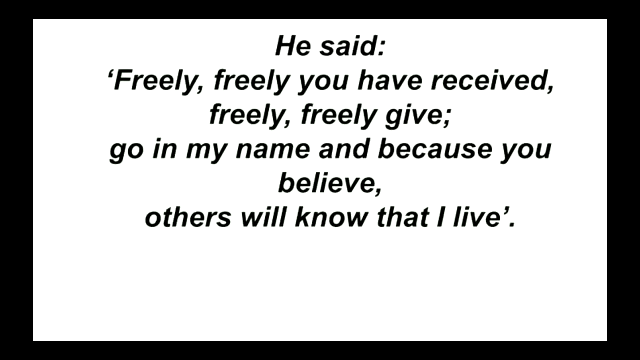 He said:
‘Freely, freely you have received,
freely, freely give;
go in my name and because you
believe,
others will know that I live’.